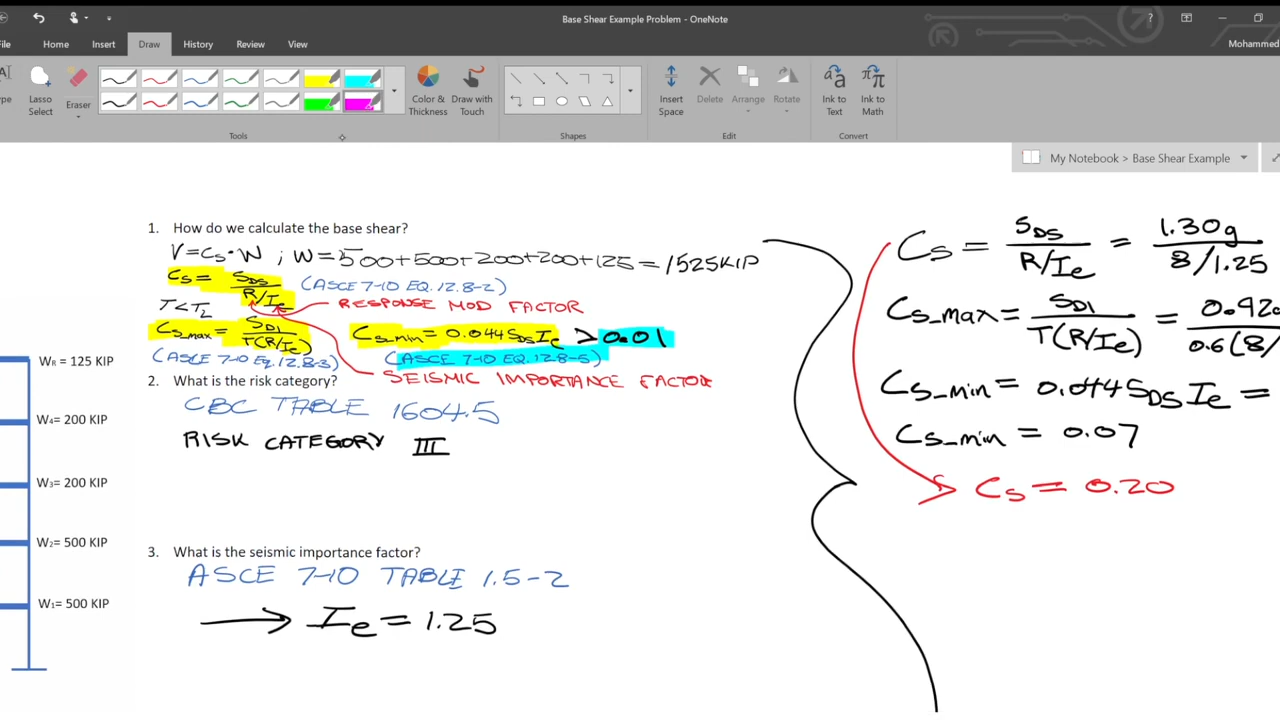 Base Shear Example Problem - OneNote
File Home Insert Draw History Review View
Mohammed
Type
Lasso Select
Eraser
Color & Thickness
Draw with Touch
Insert Space
Delete
Arrange
Rotate
Ink to Text
Ink to Math
Tools
Shapes
Edit
Convert
My Notebook > Base Shear Example
1. How do we calculate the base shear?
V = Cs·W ; W = 500+500+200+200+125 = 1525 KIP
Cs = SDS / (R/Ie) (ASCE 7-10 EQ. 12.8-2)
T < TL RESPONSE MOD FACTOR
Cs_max = SD1 / T(R/Ie) Cs_min = 0.044 SDS Ie > 0.01
(ASCE 7-10 Eq. 12.8-3) (ASCE 7-10 EQ. 12.8-5)
SEISMIC IMPORTANCE FACTOR
2. What is the risk category?
CBC TABLE 1604.5
RISK CATEGORY III
3. What is the seismic importance factor?
ASCE 7-10 TABLE 1.5-2
→ Ie = 1.25
WR = 125 KIP
W4= 200 KIP
W3= 200 KIP
W2= 500 KIP
W1= 500 KIP
Cs = SDS / (R/Ie) = 1.30g / (8/1.25)
Cs_max = SD1 / T(R/Ie) = 0.920 / 0.6(8/
Cs_min = 0.044 SDS Ie =
Cs_min = 0.07
Cs = 0.20